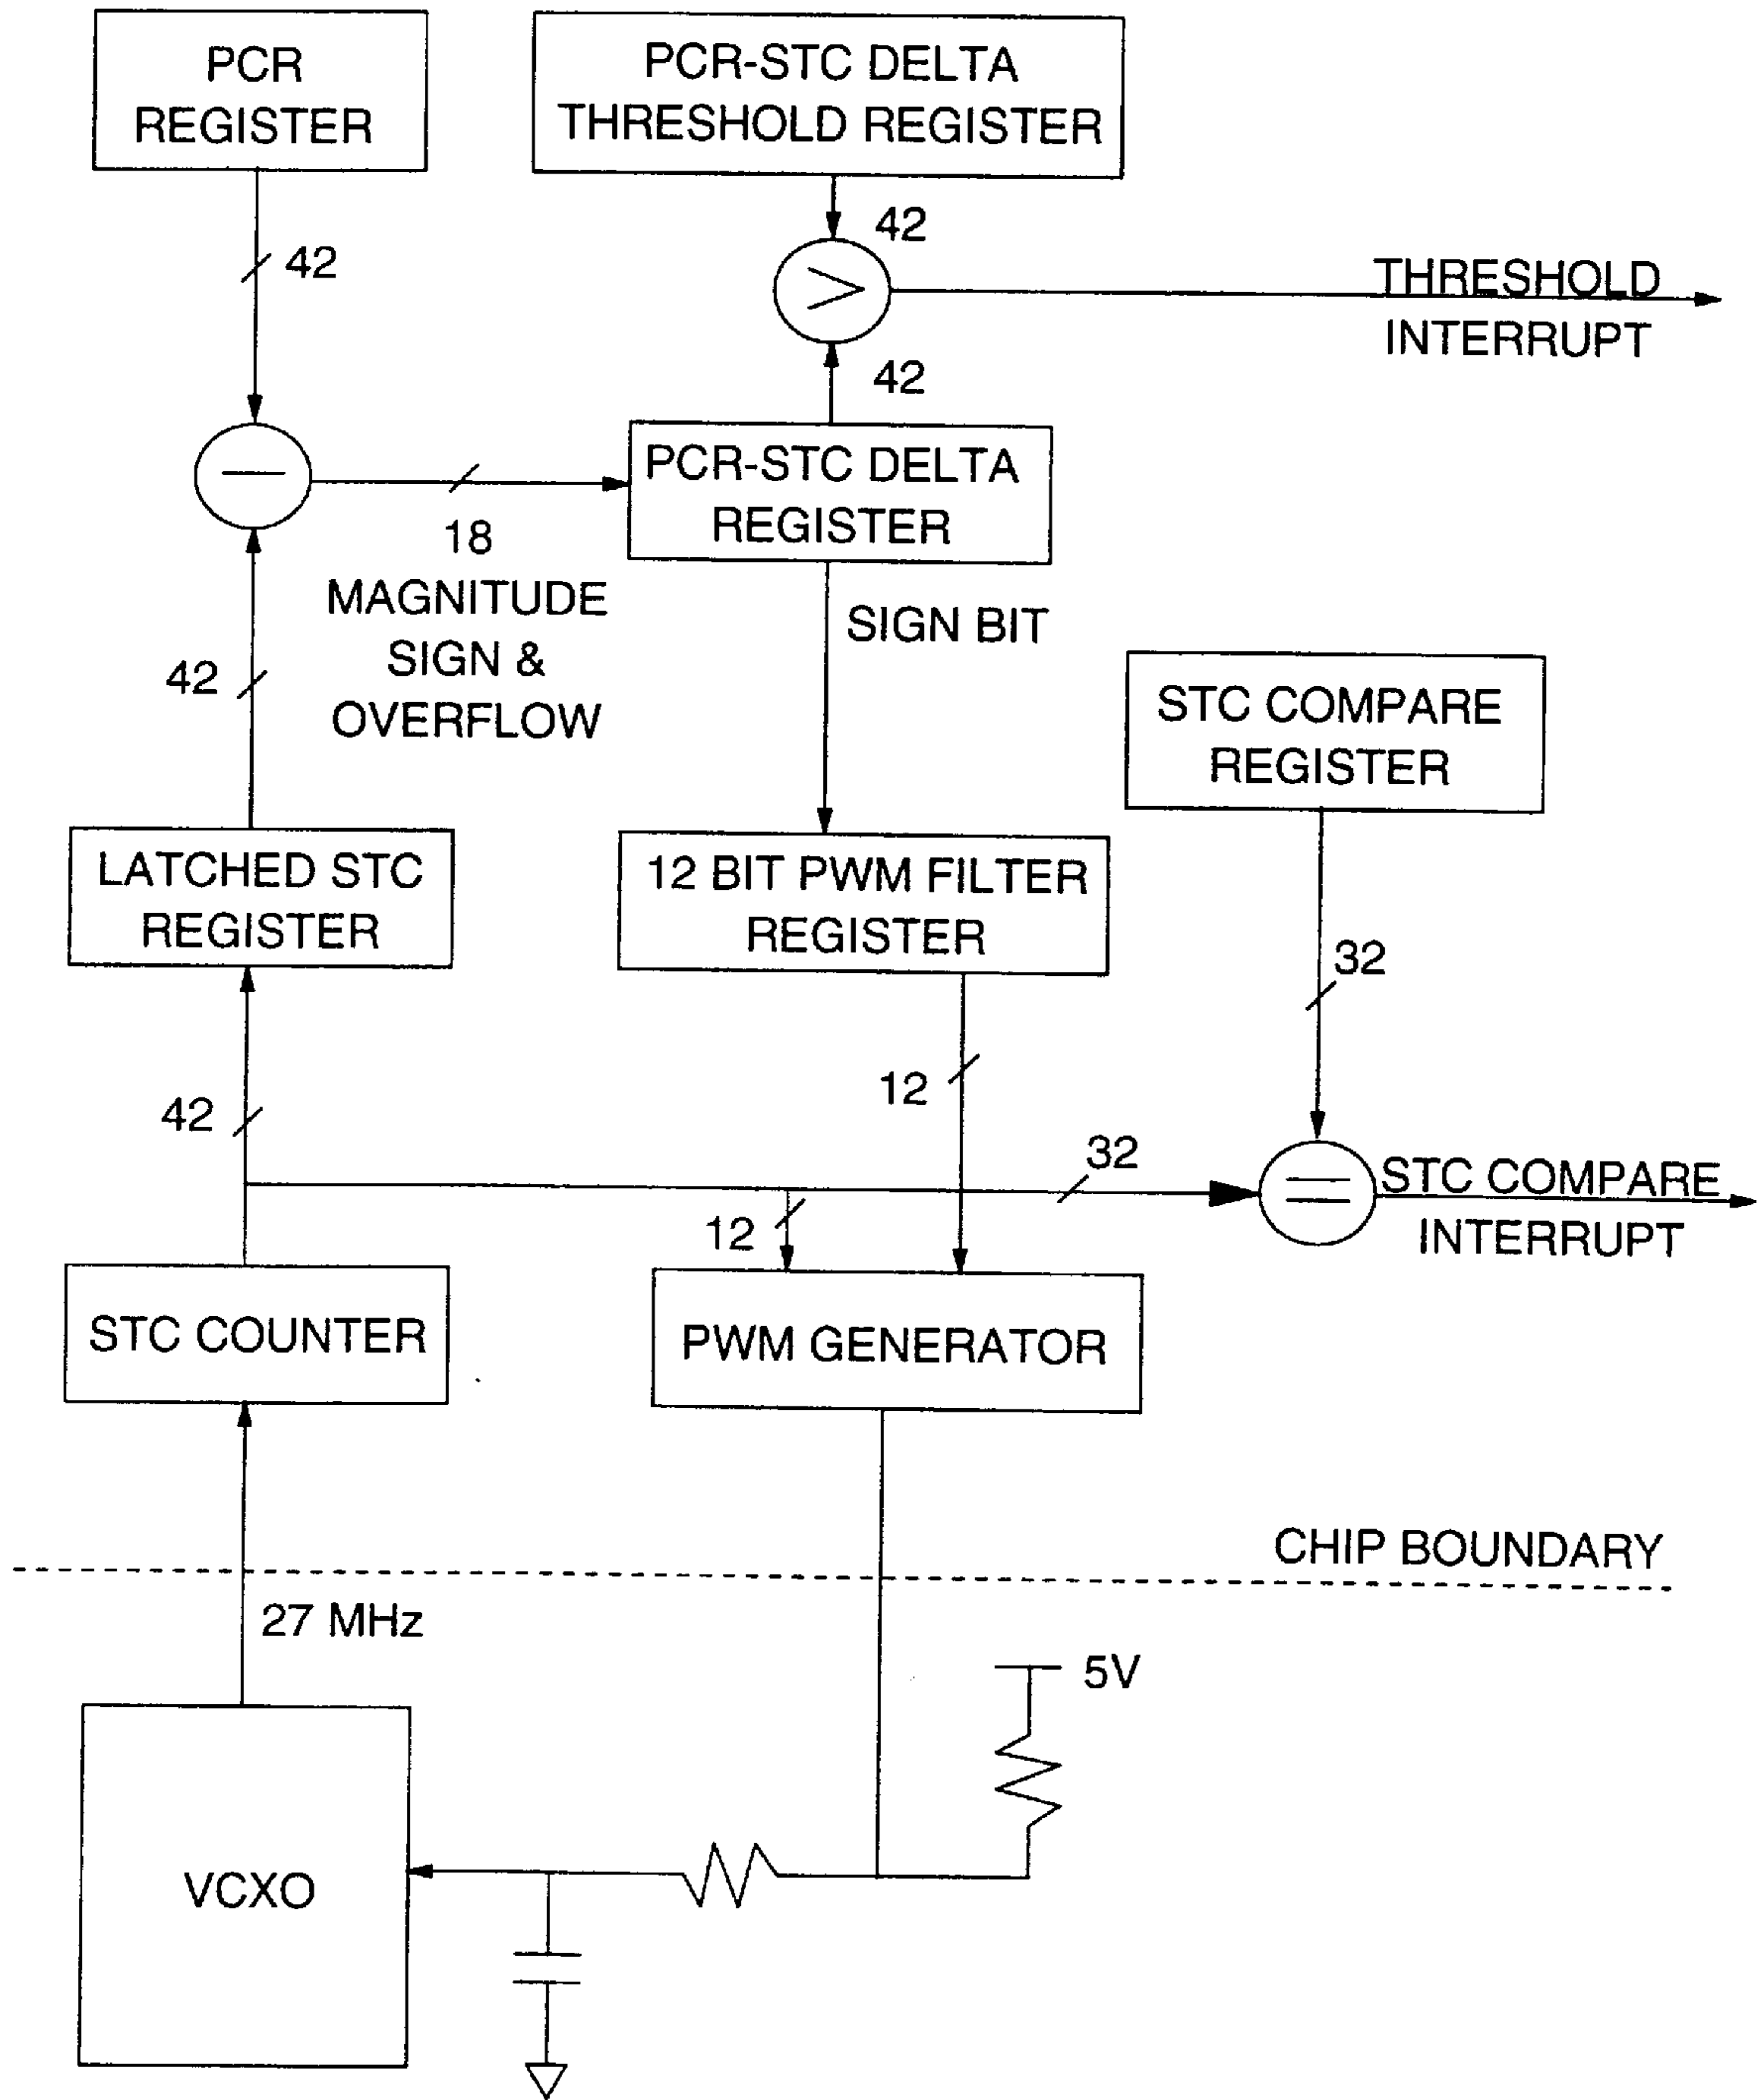 PCR
REGISTER
PCR-STC DELTA
THRESHOLD REGISTER
42
42
THRESHOLD
INTERRUPT
42
PCR-STC DELTA
REGISTER
18
MAGNITUDE
SIGN &
OVERFLOW
SIGN BIT
42
STC COMPARE
REGISTER
LATCHED STC
REGISTER
12 BIT PWM FILTER
REGISTER
32
12
42
32
STC COMPARE
INTERRUPT
12
STC COUNTER
PWM GENERATOR
CHIP BOUNDARY
27 MHz
5V
VCXO